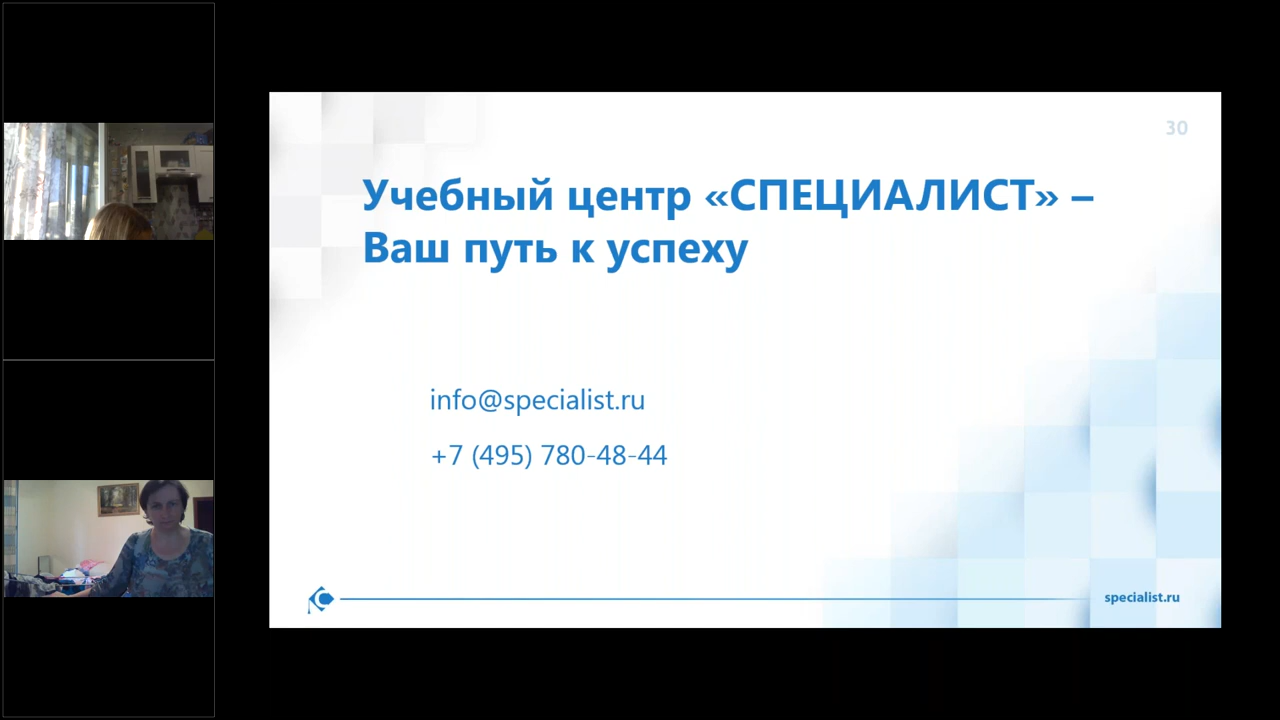 30
Учебный центр «СПЕЦИАЛИСТ» –
Ваш путь к успеху
info@specialist.ru
+7 (495) 780-48-44
specialist.ru